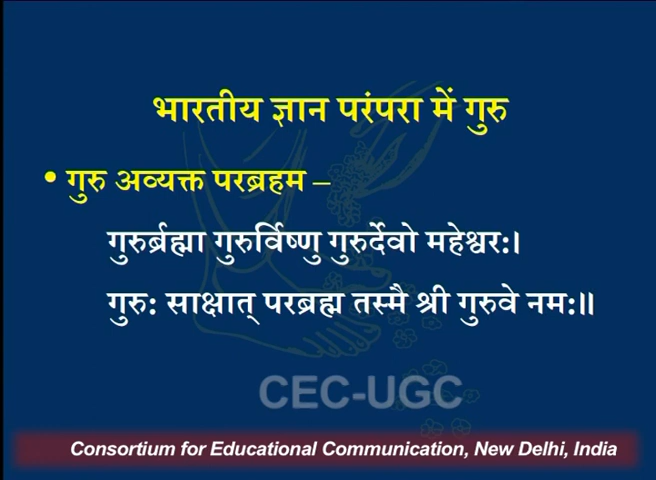 भारतीय ज्ञान परंपरा में गुरु
• गुरु अव्यक्त परब्रहम –
गुरुर्ब्रह्मा गुरुर्विष्णु गुरुर्देवो महेश्वर:।
गुरु: साक्षात् परब्रह्म तस्मै श्री गुरुवे नम:॥
CEC-UGC
Consortium for Educational Communication, New Delhi, India